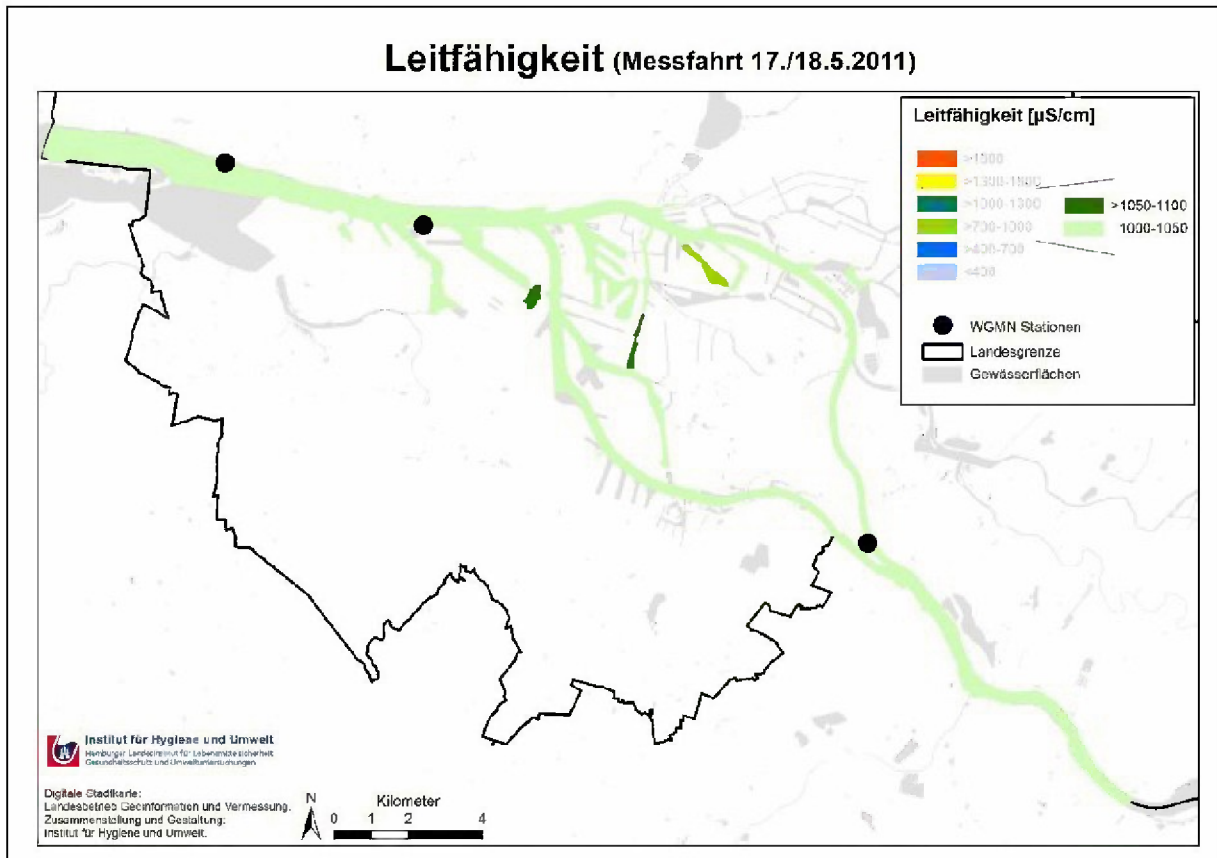 Leitfähigkeit (Messfahrt 17./18.5.2011)
Leitfähigkeit [µS/cm]
>1300-1800
>1000-1300
>700-1000
>400-700
<400
>1050-1100
1000-1050
WGMN Stationen
Landesgrenze
Gewässerflächen
Institut für Hygiene und Umwelt
Hamburger Landesinstitut für Lebensmittelsicherheit
Gesundheitsschutz und Umweltuntersuchungen
Digitale Stadtkarte:
Landesbetrieb Geoinformation und Vermessung.
Zusammenstellung und Gestaltung:
Institut für Hygiene und Umwelt.
N
Kilometer
0 1 2 4